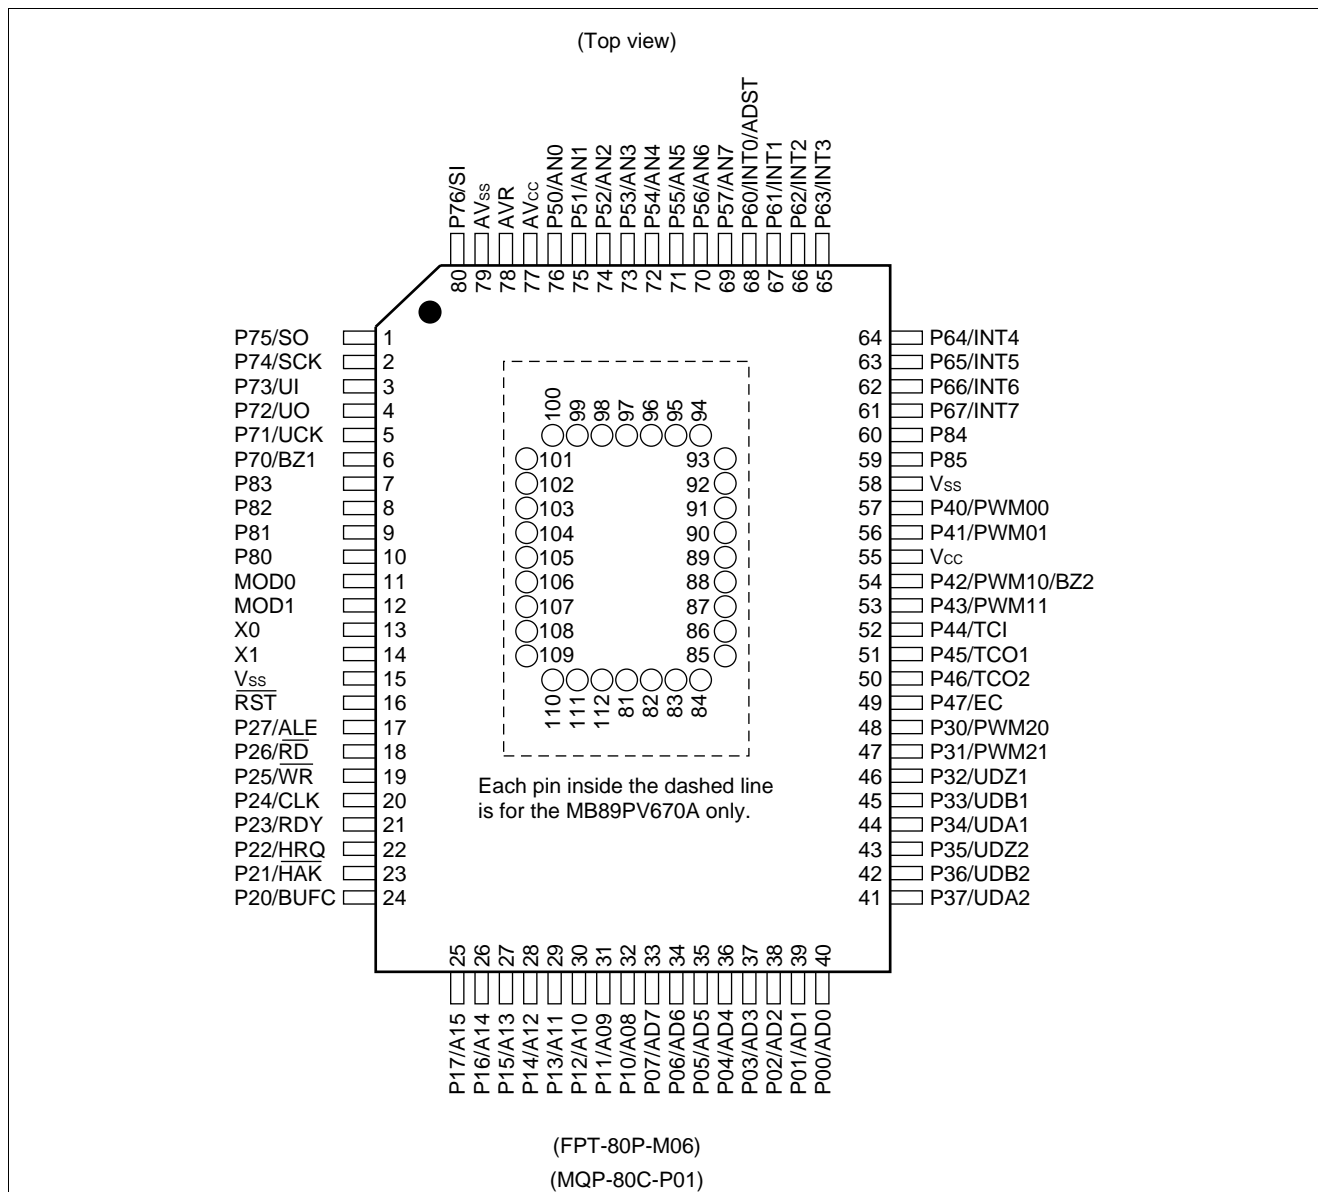 (Top view)
P76/SI
AVss
AVR
AVcc
P50/AN0
P51/AN1
P52/AN2
P53/AN3
P54/AN4
P55/AN5
P56/AN6
P57/AN7
P60/INT0/ADST
P61/INT1
P62/INT2
P63/INT3
80 79 78 77 76 75 74 73 72 71 70 69 68 67 66 65
P75/SO 1
P74/SCK 2
P73/UI 3
P72/UO 4
P71/UCK 5
P70/BZ1 6
P83 7
P82 8
P81 9
P80 10
MOD0 11
MOD1 12
X0 13
X1 14
Vss 15
R̅S̅T̅ 16
P27/ALE 17
P26/R̅D̅ 18
P25/W̅R̅ 19
P24/CLK 20
P23/RDY 21
P22/HRQ 22
P21/H̅A̅K̅ 23
P20/BUFC 24
100 99 98 97 96 95 94
101 93
102 92
103 91
104 90
105 89
106 88
107 87
108 86
109 85
110 111 112 81 82 83 84
Each pin inside the dashed line
is for the MB89PV670A only.
64 P64/INT4
63 P65/INT5
62 P66/INT6
61 P67/INT7
60 P84
59 P85
58 Vss
57 P40/PWM00
56 P41/PWM01
55 Vcc
54 P42/PWM10/BZ2
53 P43/PWM11
52 P44/TCI
51 P45/TCO1
50 P46/TCO2
49 P47/EC
48 P30/PWM20
47 P31/PWM21
46 P32/UDZ1
45 P33/UDB1
44 P34/UDA1
43 P35/UDZ2
42 P36/UDB2
41 P37/UDA2
25 26 27 28 29 30 31 32 33 34 35 36 37 38 39 40
P17/A15
P16/A14
P15/A13
P14/A12
P13/A11
P12/A10
P11/A09
P10/A08
P07/AD7
P06/AD6
P05/AD5
P04/AD4
P03/AD3
P02/AD2
P01/AD1
P00/AD0
(FPT-80P-M06)
(MQP-80C-P01)